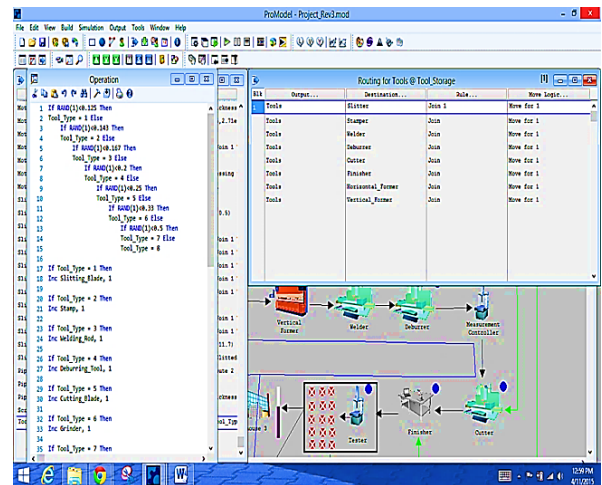 ProModel - Project_Rev3.mod
File Edit View Build Simulation Output Tools Window Help
Operation
1 If RAND(1)<0.125 Then
2 Tool_Type = 1 Else
3 If RAND(1)<0.143 Then
4 Tool_Type = 2 Else
5 If RAND(1)<0.167 Then
6 Tool_Type = 3 Else
7 If RAND(1)<0.2 Then
8 Tool_Type = 4 Else
9 If RAND(1)<0.25 Then
10 Tool_Type = 5 Else
11 If RAND(1)<0.33 Then
12 Tool_Type = 6 Else
13 If RAND(1)<0.5 Then
14 Tool_Type = 7 Else
15 Tool_Type = 8
16
17 If Tool_Type = 1 Then
18 Inc Slitting_Blade, 1
19
20 If Tool_Type = 2 Then
21 Inc Stamp, 1
22
23 If Tool_Type = 3 Then
24 Inc Welding_Rod, 1
25
26 If Tool_Type = 4 Then
27 Inc Deburring_Tool, 1
28
29 If Tool_Type = 5 Then
30 Inc Cutting_Blade, 1
31
32 If Tool_Type = 6 Then
33 Inc Grinder, 1
34
35 If Tool_Type = 7 Then
Routing for Tools @ Tool_Storage
[1]
Blk Output... Destination... Rule... Move Logic...
1 Tools Slitter Join 1 Move for 1
Tools Stamper Join Move for 1
Tools Welder Join Move for 1
Tools Deburrer Join Move for 1
Tools Cutter Join Move for 1
Tools Finisher Join Move for 1
Tools Horizontal_Former Join Move for 1
Tools Vertical_Former Join Move for 1
Vertical Former
Welder
Deburrer
Measurement Controller
Tester
Finisher
Cutter
12:59 PM
4/11/2015